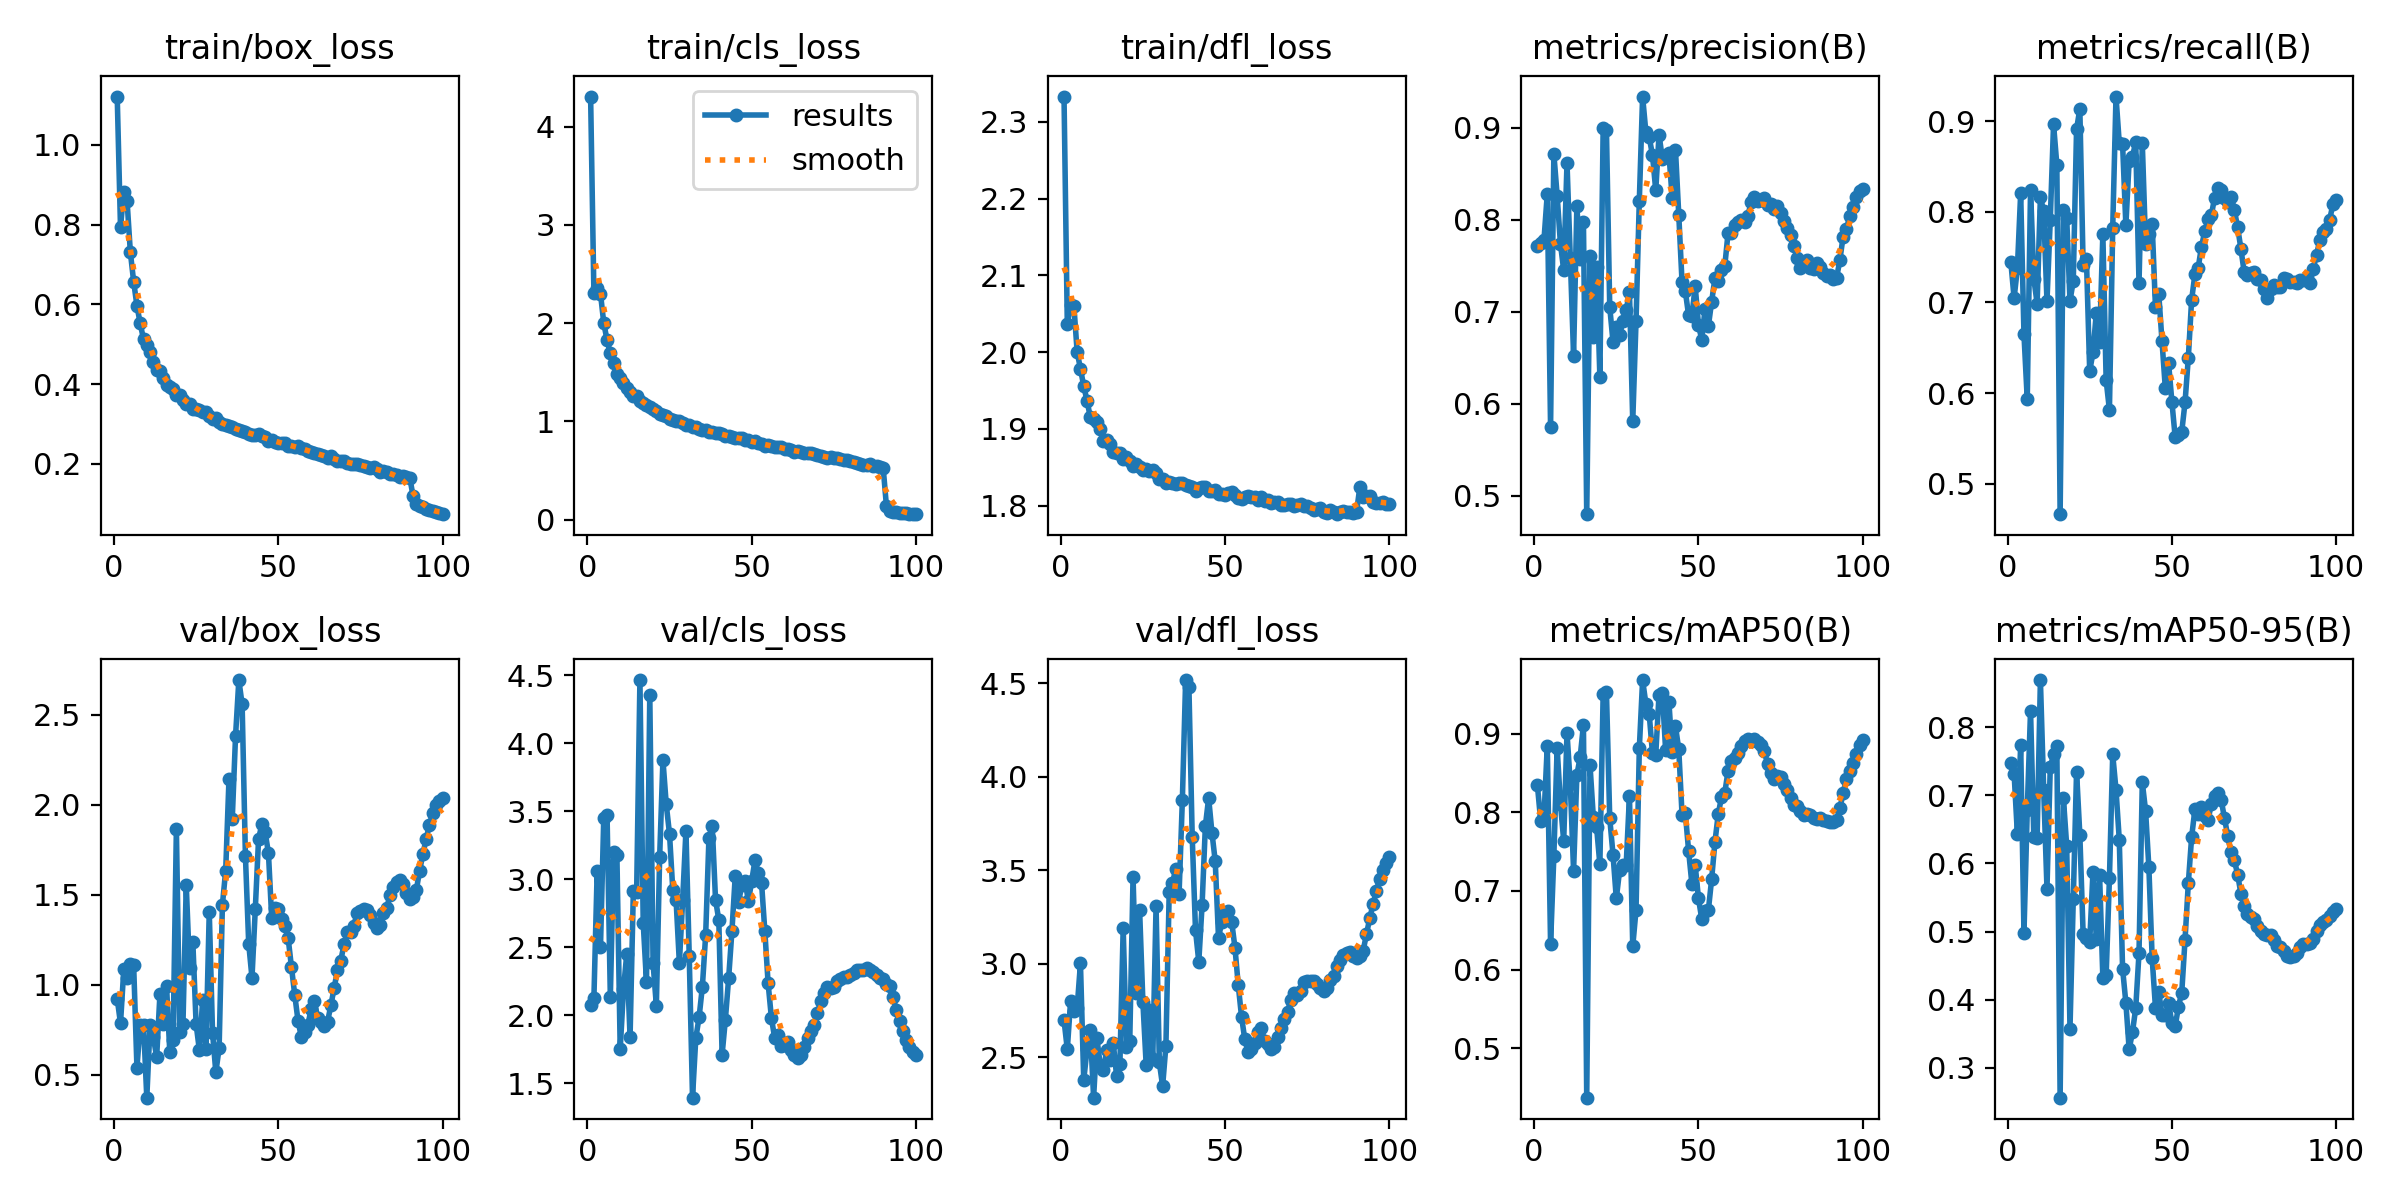 train/box_loss
1.0
0.8
0.6
0.4
0.2
0 50 100
train/cls_loss
results
smooth
4
3
2
1
0
0 50 100
train/dfl_loss
2.3
2.2
2.1
2.0
1.9
1.8
0 50 100
metrics/precision(B)
0.9
0.8
0.7
0.6
0.5
0 50 100
metrics/recall(B)
0.9
0.8
0.7
0.6
0.5
0 50 100
val/box_loss
2.5
2.0
1.5
1.0
0.5
0 50 100
val/cls_loss
4.5
4.0
3.5
3.0
2.5
2.0
1.5
0 50 100
val/dfl_loss
4.5
4.0
3.5
3.0
2.5
0 50 100
metrics/mAP50(B)
0.9
0.8
0.7
0.6
0.5
0 50 100
metrics/mAP50-95(B)
0.8
0.7
0.6
0.5
0.4
0.3
0 50 100